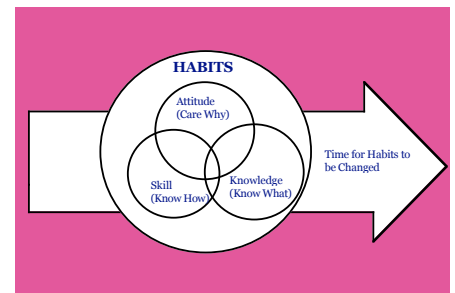 HABITS
Attitude
(Care Why)
Skill
(Know How)
Knowledge
(Know What)
Time for Habits to
be Changed